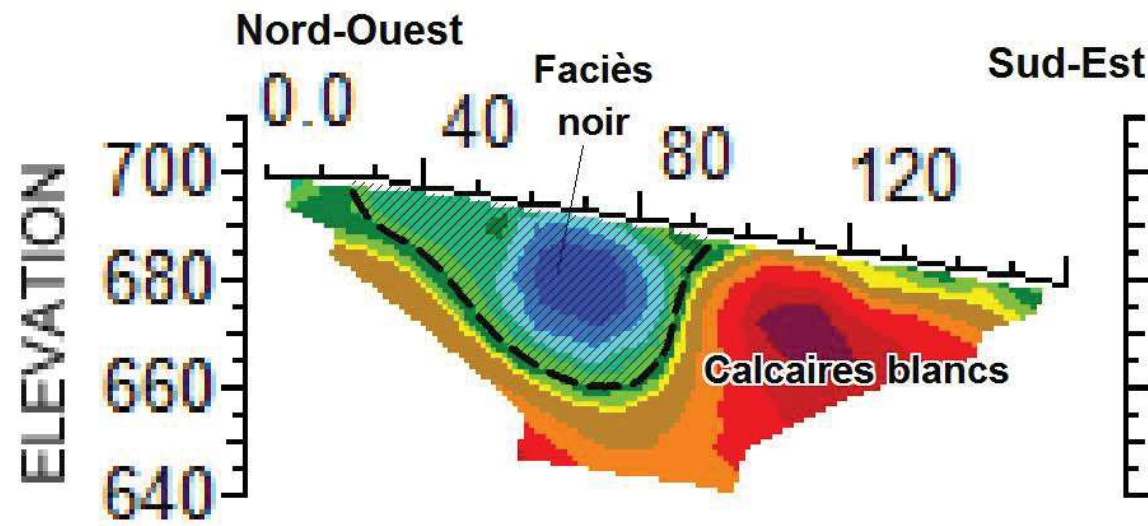 Nord-Ouest
Sud-Est
Faciès
noir
0.0
40
80
120
ELEVATION
700
680
660
640
Calcaires blancs